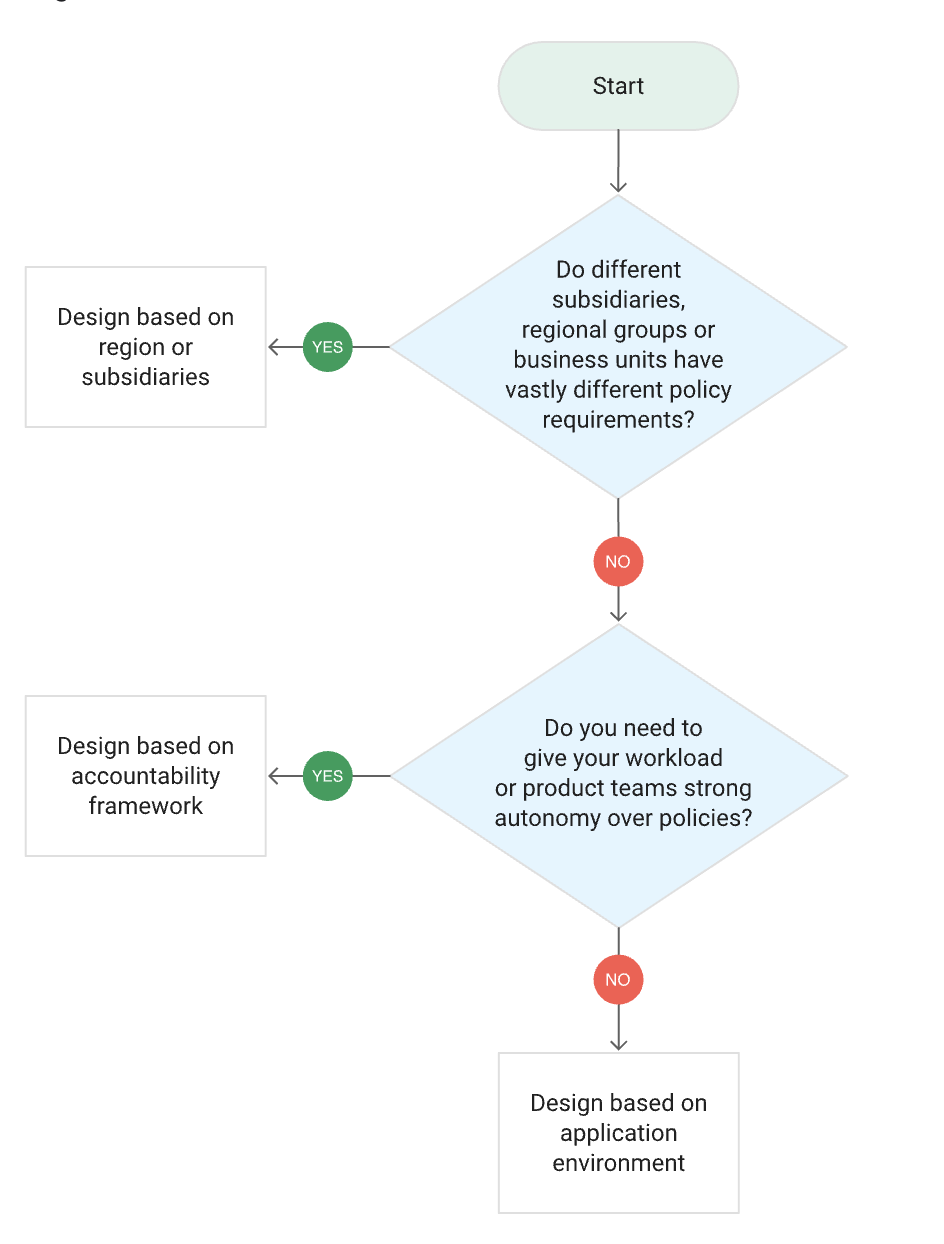 Start
Do different
subsidiaries,
regional groups or
business units have
vastly different policy
requirements?
YES
Design based on
region or
subsidiaries
NO
Do you need to
give your workload
or product teams strong
autonomy over policies?
YES
Design based on
accountability
framework
NO
Design based on
application
environment